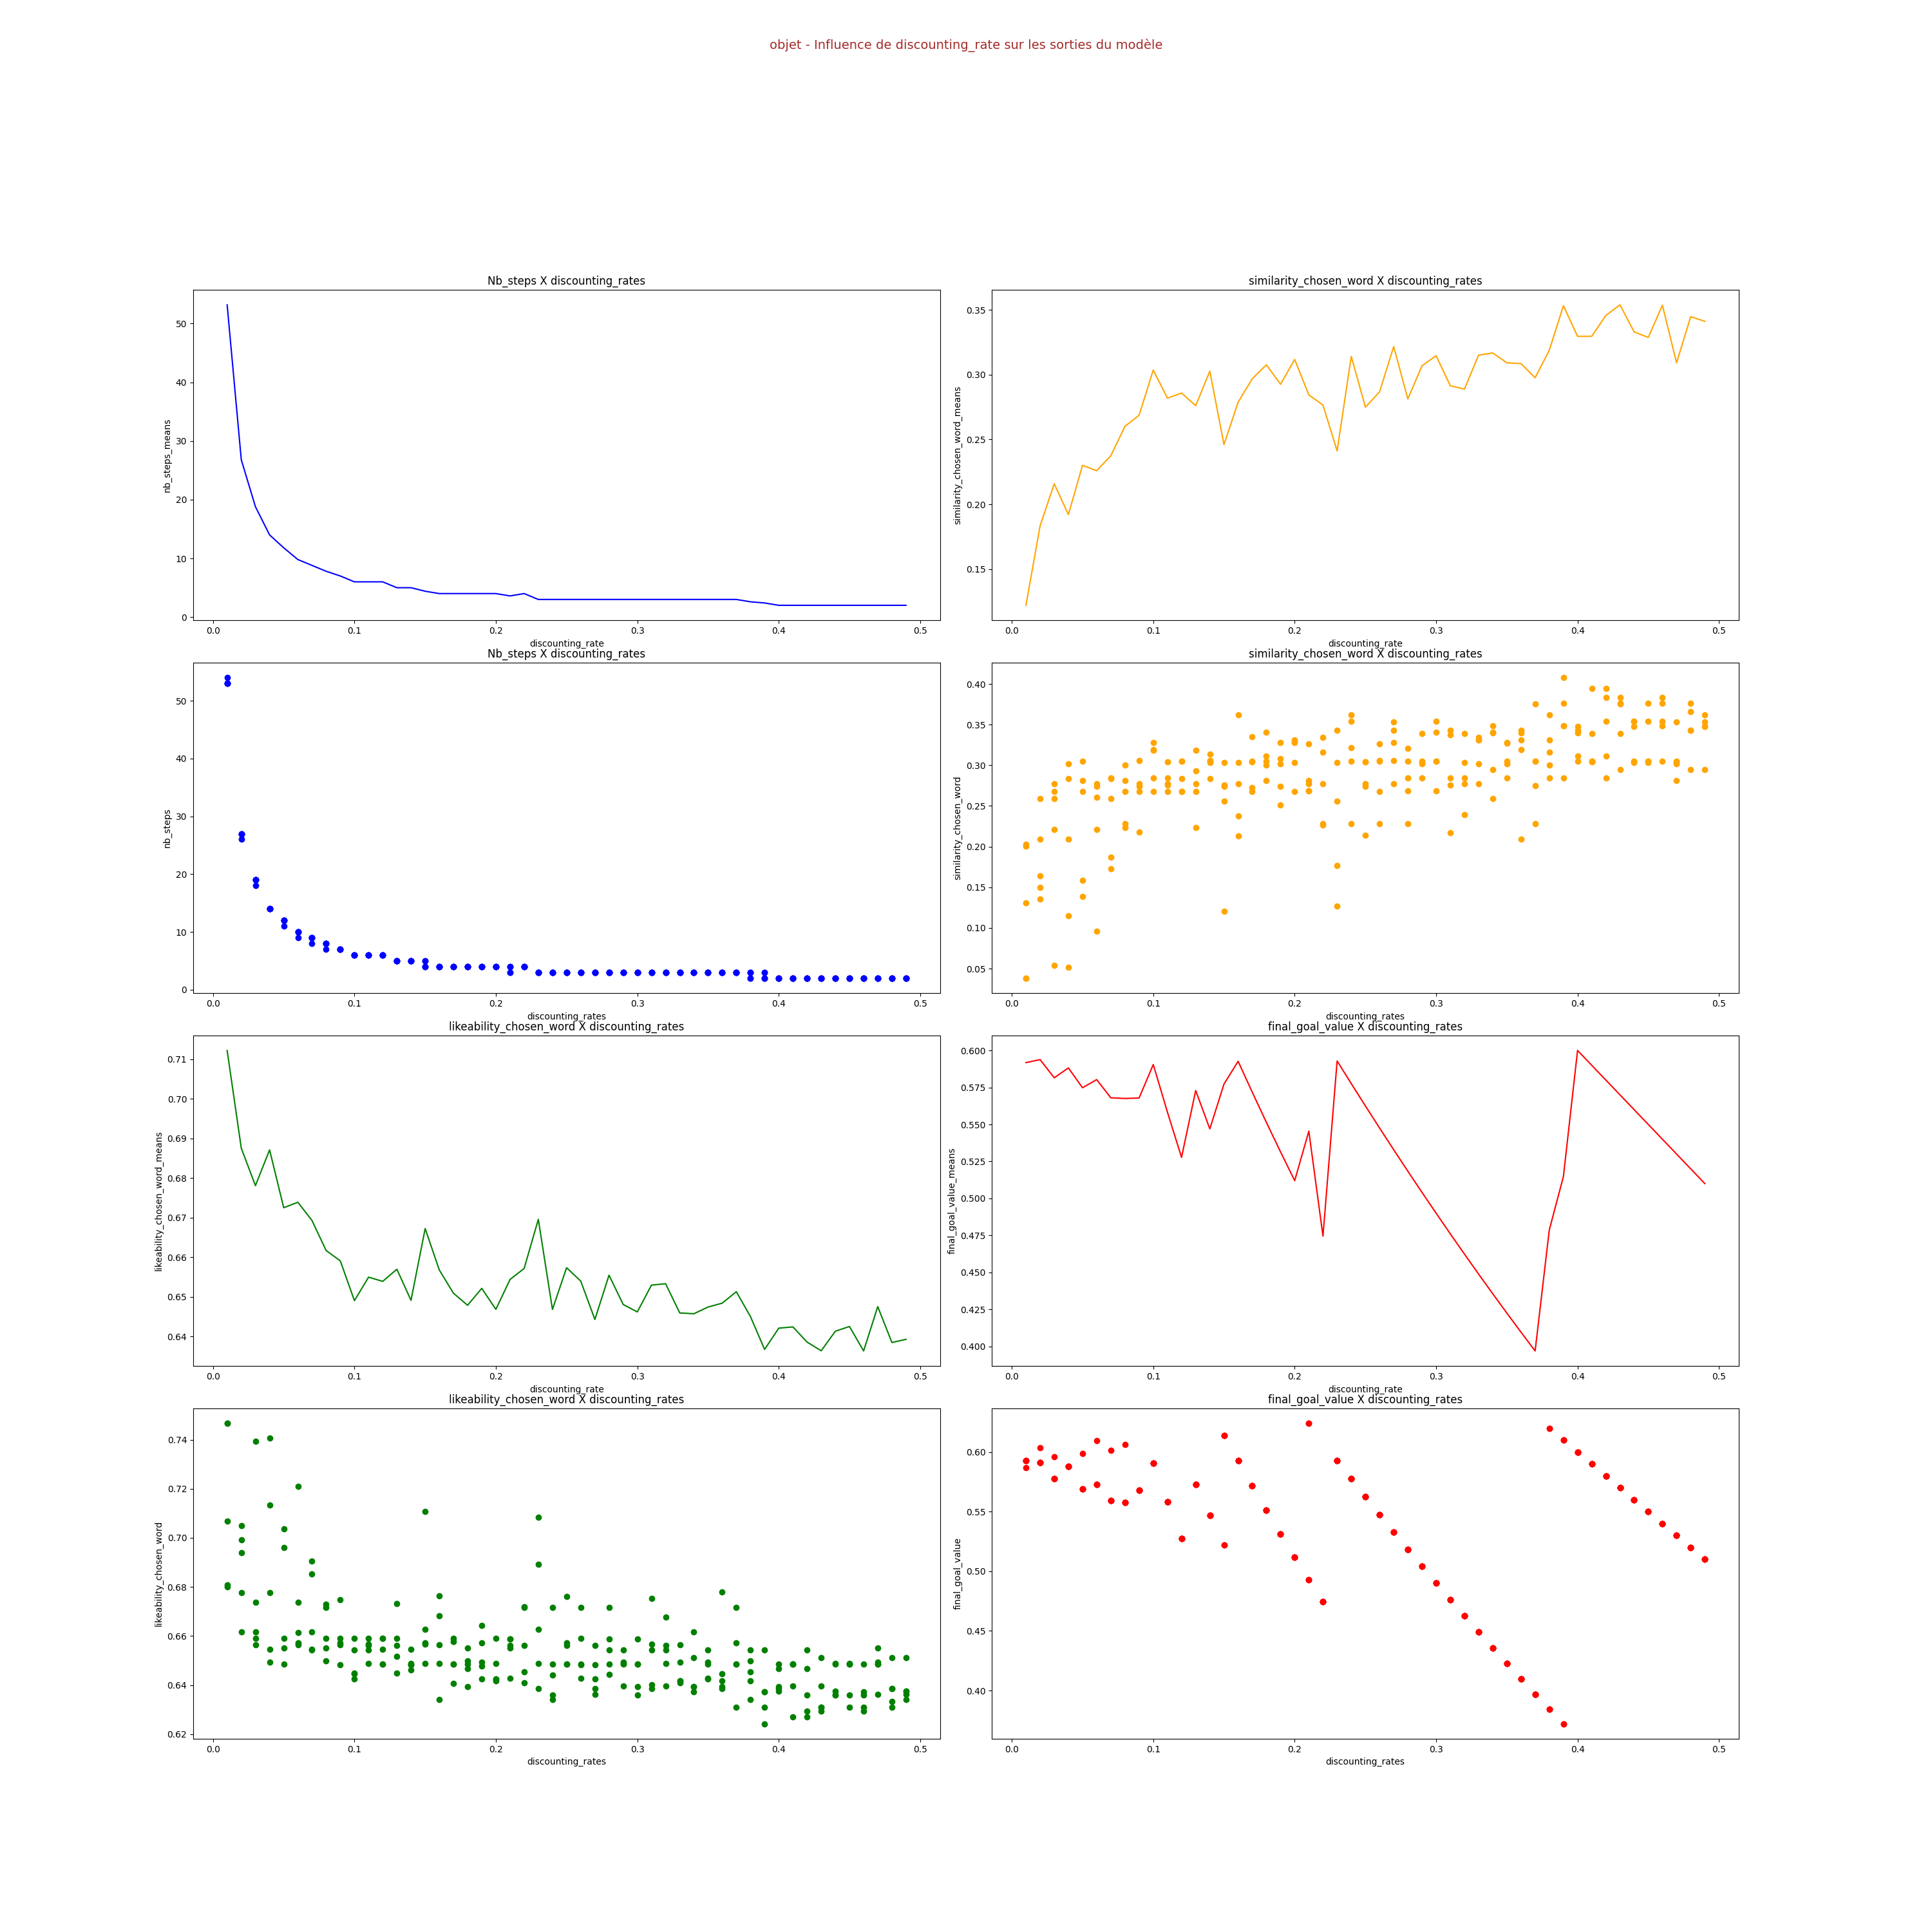 objet - Influence de discounting_rate sur les sorties du modèle
Nb_steps X discounting_rates
nb_steps_means
50
40
30
20
10
0
0.0 0.1 0.2 0.3 0.4 0.5
discounting_rate
similarity_chosen_word X discounting_rates
similarity_chosen_word_means
0.35
0.30
0.25
0.20
0.15
0.0 0.1 0.2 0.3 0.4 0.5
discounting_rate
Nb_steps X discounting_rates
nb_steps
50
40
30
20
10
0
0.0 0.1 0.2 0.3 0.4 0.5
discounting_rates
similarity_chosen_word X discounting_rates
similarity_chosen_word
0.40
0.35
0.30
0.25
0.20
0.15
0.10
0.05
0.0 0.1 0.2 0.3 0.4 0.5
discounting_rates
likeability_chosen_word X discounting_rates
likeability_chosen_word_means
0.71
0.70
0.69
0.68
0.67
0.66
0.65
0.64
0.0 0.1 0.2 0.3 0.4 0.5
discounting_rate
final_goal_value X discounting_rates
final_goal_value_means
0.600
0.575
0.550
0.525
0.500
0.475
0.450
0.425
0.400
0.0 0.1 0.2 0.3 0.4 0.5
discounting_rate
likeability_chosen_word X discounting_rates
likeability_chosen_word
0.74
0.72
0.70
0.68
0.66
0.64
0.62
0.0 0.1 0.2 0.3 0.4 0.5
discounting_rates
final_goal_value X discounting_rates
final_goal_value
0.60
0.55
0.50
0.45
0.40
0.0 0.1 0.2 0.3 0.4 0.5
discounting_rates